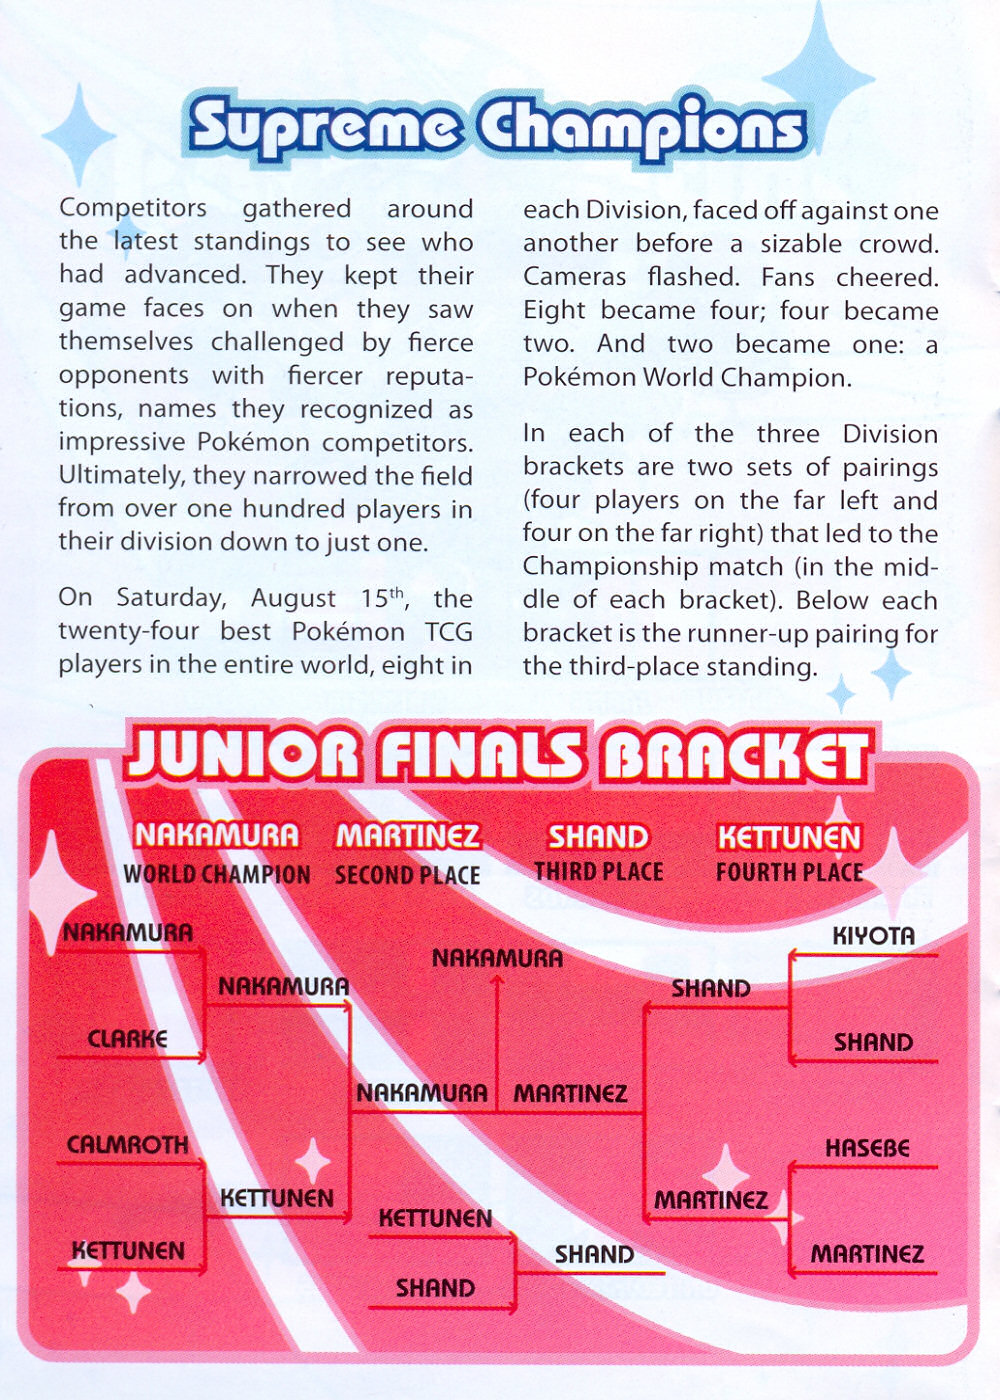 Supreme Champions
Competitors gathered around
the latest standings to see who
had advanced. They kept their
game faces on when they saw
themselves challenged by fierce
opponents with fiercer reputa-
tions, names they recognized as
impressive Pokémon competitors.
Ultimately, they narrowed the field
from over one hundred players in
their division down to just one.
On Saturday, August 15th, the
twenty-four best Pokémon TCG
players in the entire world, eight in
each Division, faced off against one
another before a sizable crowd.
Cameras flashed. Fans cheered.
Eight became four; four became
two. And two became one: a
Pokémon World Champion.
In each of the three Division
brackets are two sets of pairings
(four players on the far left and
four on the far right) that led to the
Championship match (in the mid-
dle of each bracket). Below each
bracket is the runner-up pairing for
the third-place standing.
JUNIOR FINALS BRACKET
NAKAMURA MARTINEZ SHAND KETTUNEN
WORLD CHAMPION SECOND PLACE THIRD PLACE FOURTH PLACE
NAKAMURA
CLARKE
CALMROTH
KETTUNEN
NAKAMURA
KETTUNEN
NAKAMURA
NAKAMURA MARTINEZ
SHAND
MARTINEZ
KIYOTA
SHAND
HASEBE
MARTINEZ
KETTUNEN
SHAND
SHAND